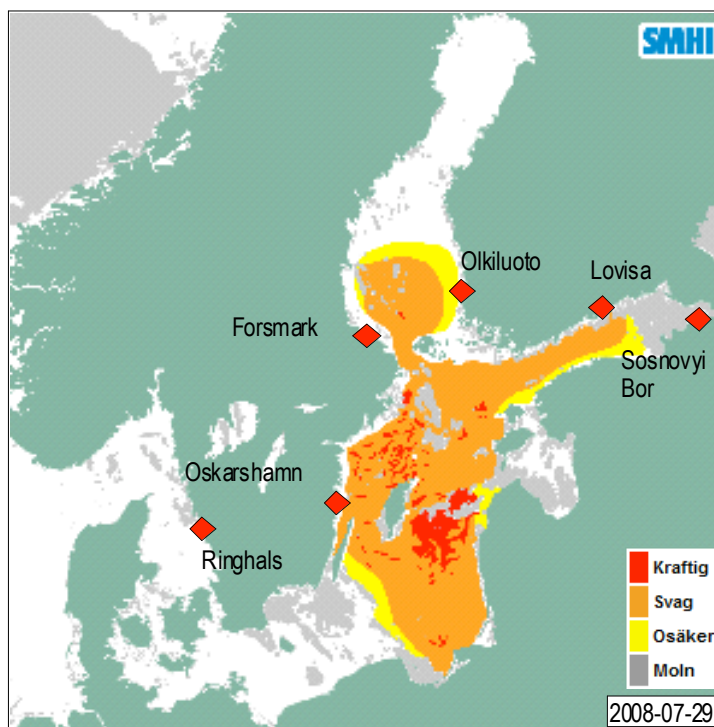 SMHI
Olkiluoto
Lovisa
Forsmark
Sosnovyi
Bor
Oskarshamn
Ringhals
Kraftig
Svag
Osäker
Moln
2008-07-29